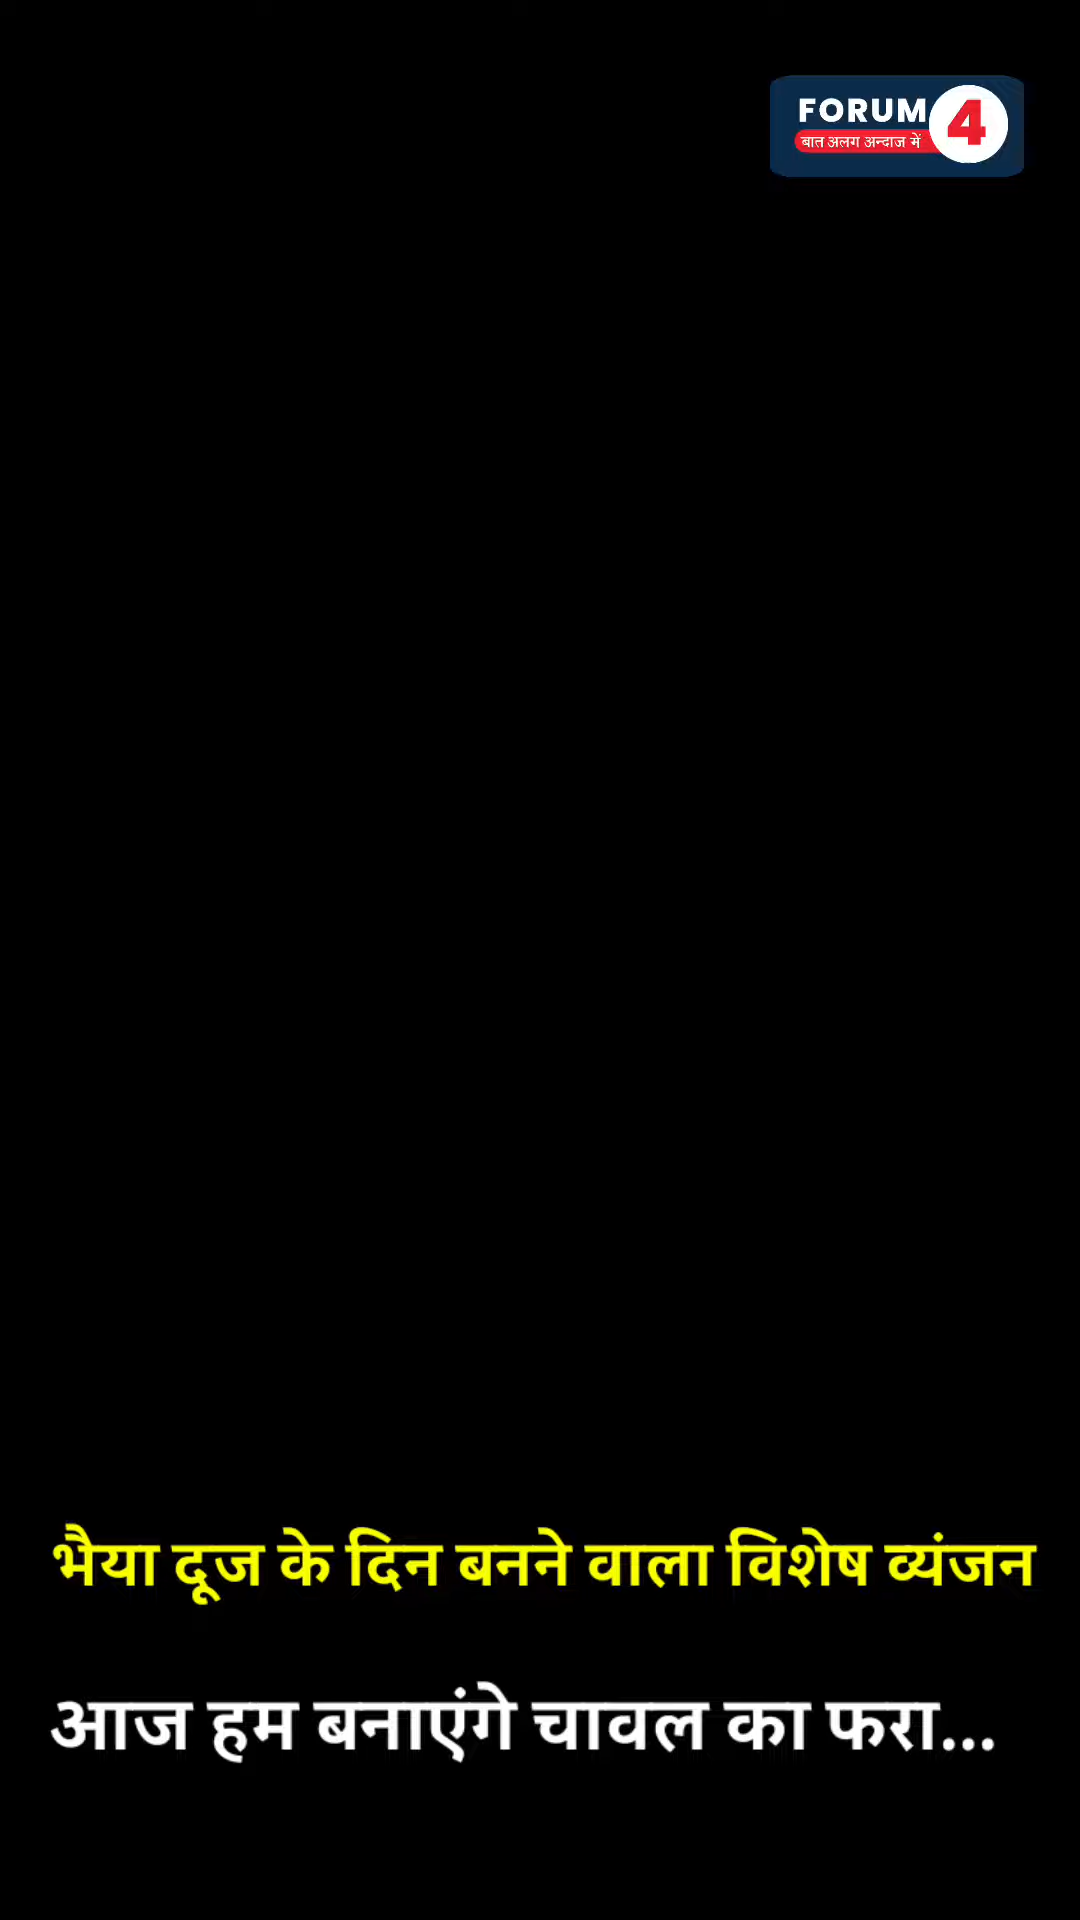 FORUM 4
बात अलग अन्दाज में
भैया दूज के दिन बनने वाला विशेष व्यंजन
आज हम बनाएंगे चावल का फरा...